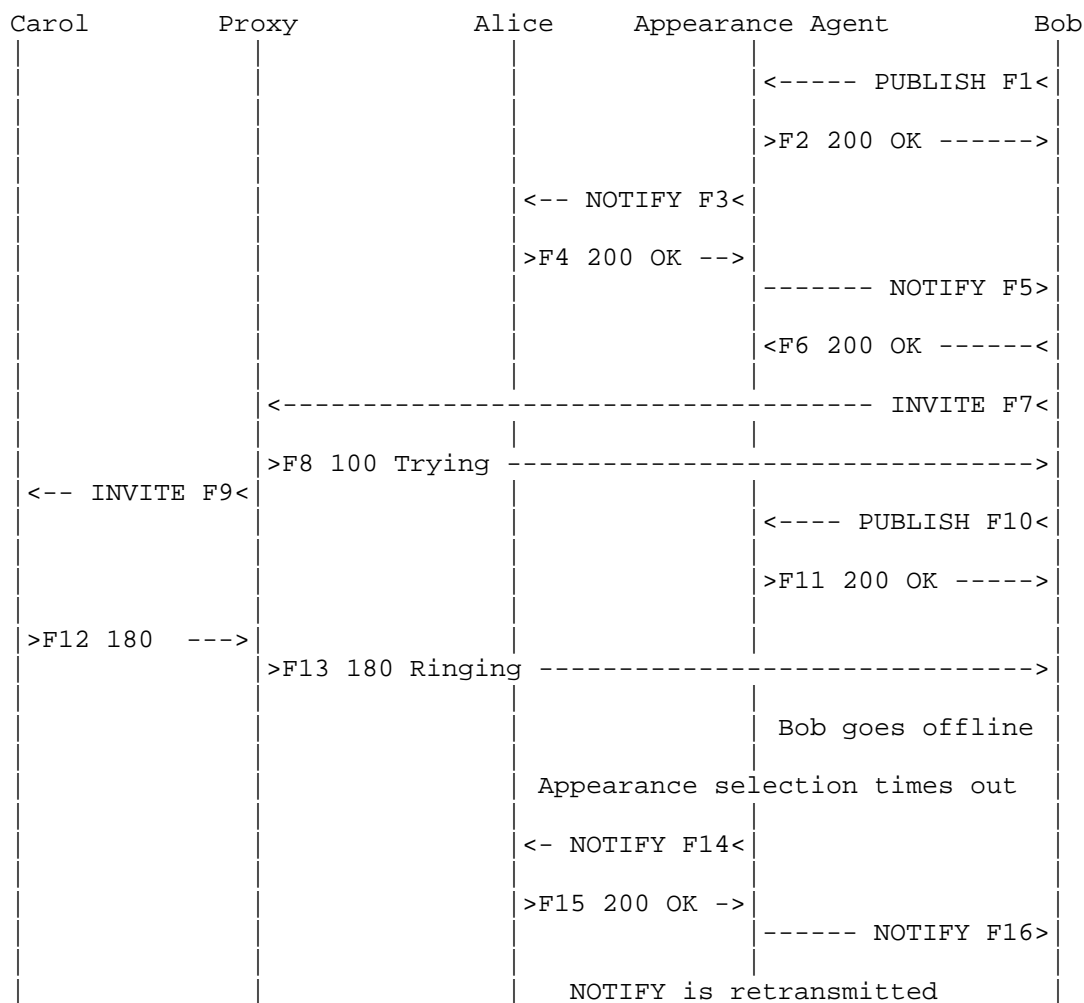 Carol Proxy Alice Appearance Agent Bob
<----- PUBLISH F1<
>F2 200 OK ------>
<-- NOTIFY F3<
>F4 200 OK -->
------- NOTIFY F5>
<F6 200 OK ------<
<------------------------------------- INVITE F7<
>F8 100 Trying --------------------------------->
<-- INVITE F9<
<---- PUBLISH F10<
>F11 200 OK ----->
>F12 180 --->
>F13 180 Ringing ------------------------------->
Bob goes offline
Appearance selection times out
<- NOTIFY F14<
>F15 200 OK ->
------ NOTIFY F16>
NOTIFY is retransmitted